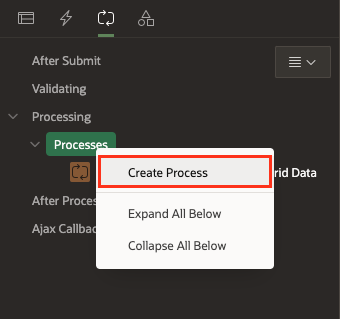 After Submit
Validating
Processing
Processes
Create Process
rid Data
Expand All Below
After Proces
Collapse All Below
Ajax Callbac